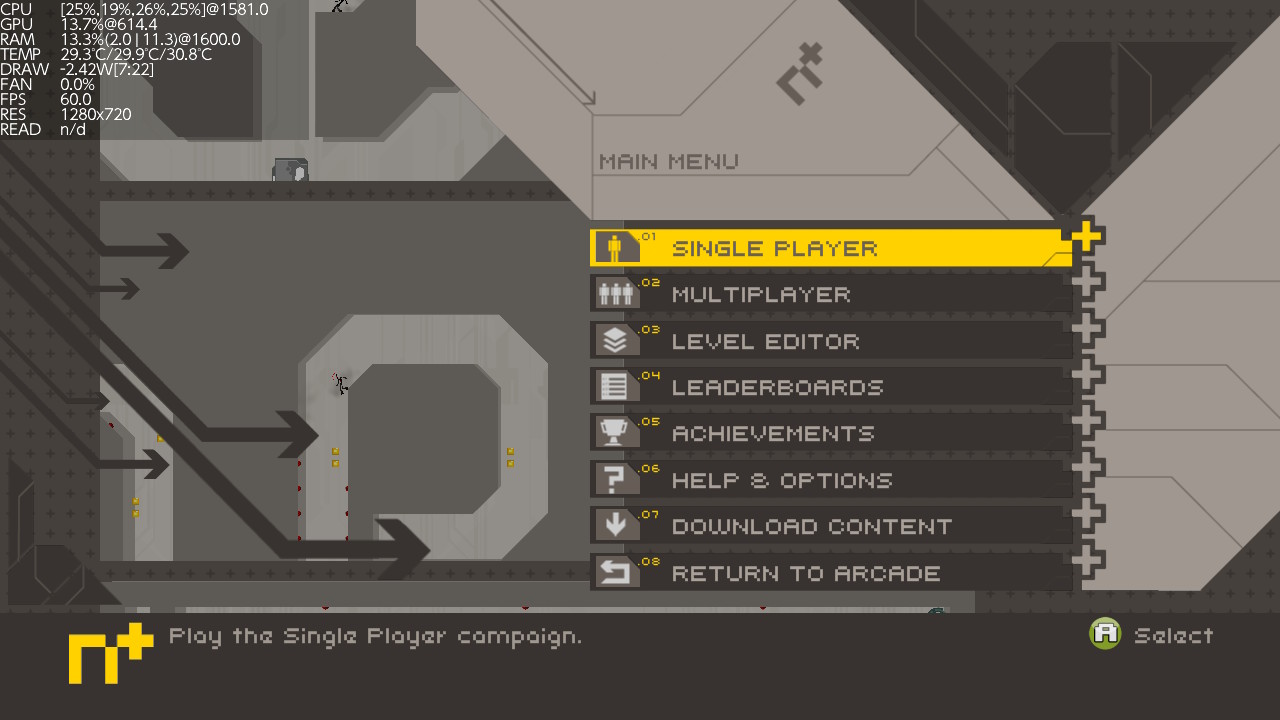 CPU [25%,19%,26%,25%]@1581.0
GPU 13.7%@614.4
RAM 13.3%(2.0 | 11.3)@1600.0
TEMP 29.3°C/29.9°C/30.8°C
DRAW -2.42W[7:22]
FAN 0.0%
FPS 60.0
RES 1280x720
READ n/d
n+
MAIN MENU
.01 SINGLE PLAYER
.02 MULTIPLAYER
.03 LEVEL EDITOR
.04 LEADERBOARDS
.05 ACHIEVEMENTS
.06 HELP & OPTIONS
.07 DOWNLOAD CONTENT
.08 RETURN TO ARCADE
n+ Play the Single Player campaign.
A Select